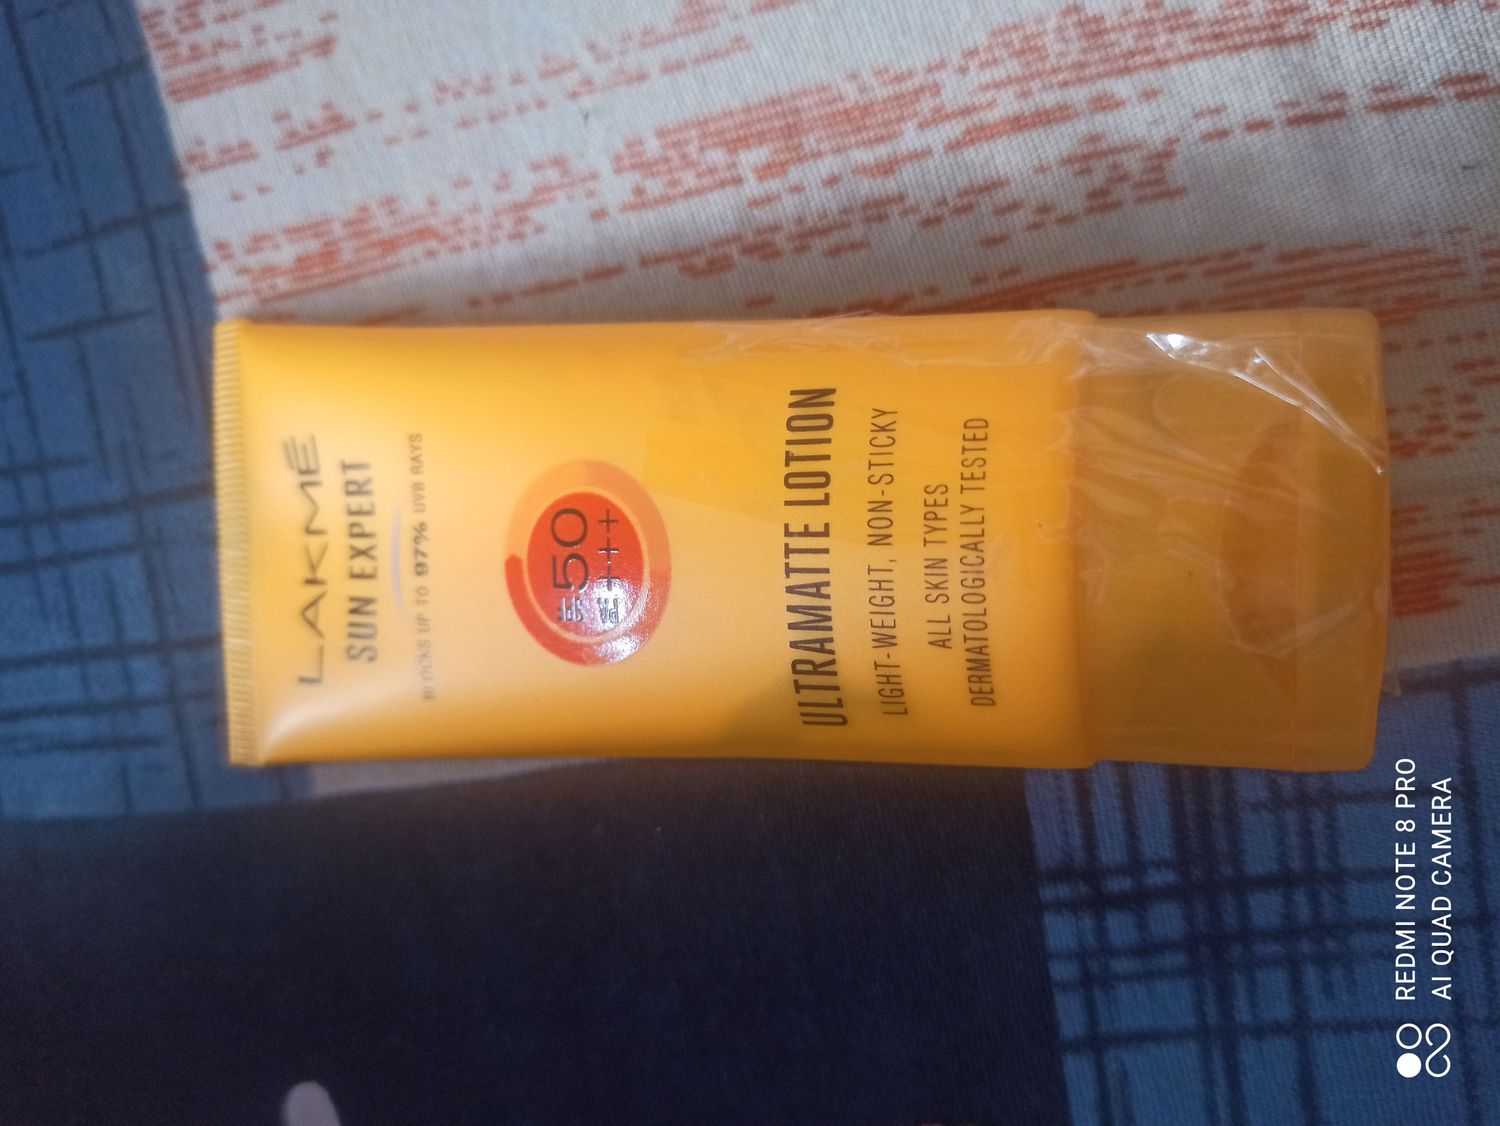 LAKMÉ
SUN EXPERT
BLOCKS UP TO 97% UVB RAYS
SPF 50
PA +++
ULTRAMATTE LOTION
LIGHT-WEIGHT, NON-STICKY
ALL SKIN TYPES
DERMATOLOGICALLY TESTED
REDMI NOTE 8 PRO
AI QUAD CAMERA